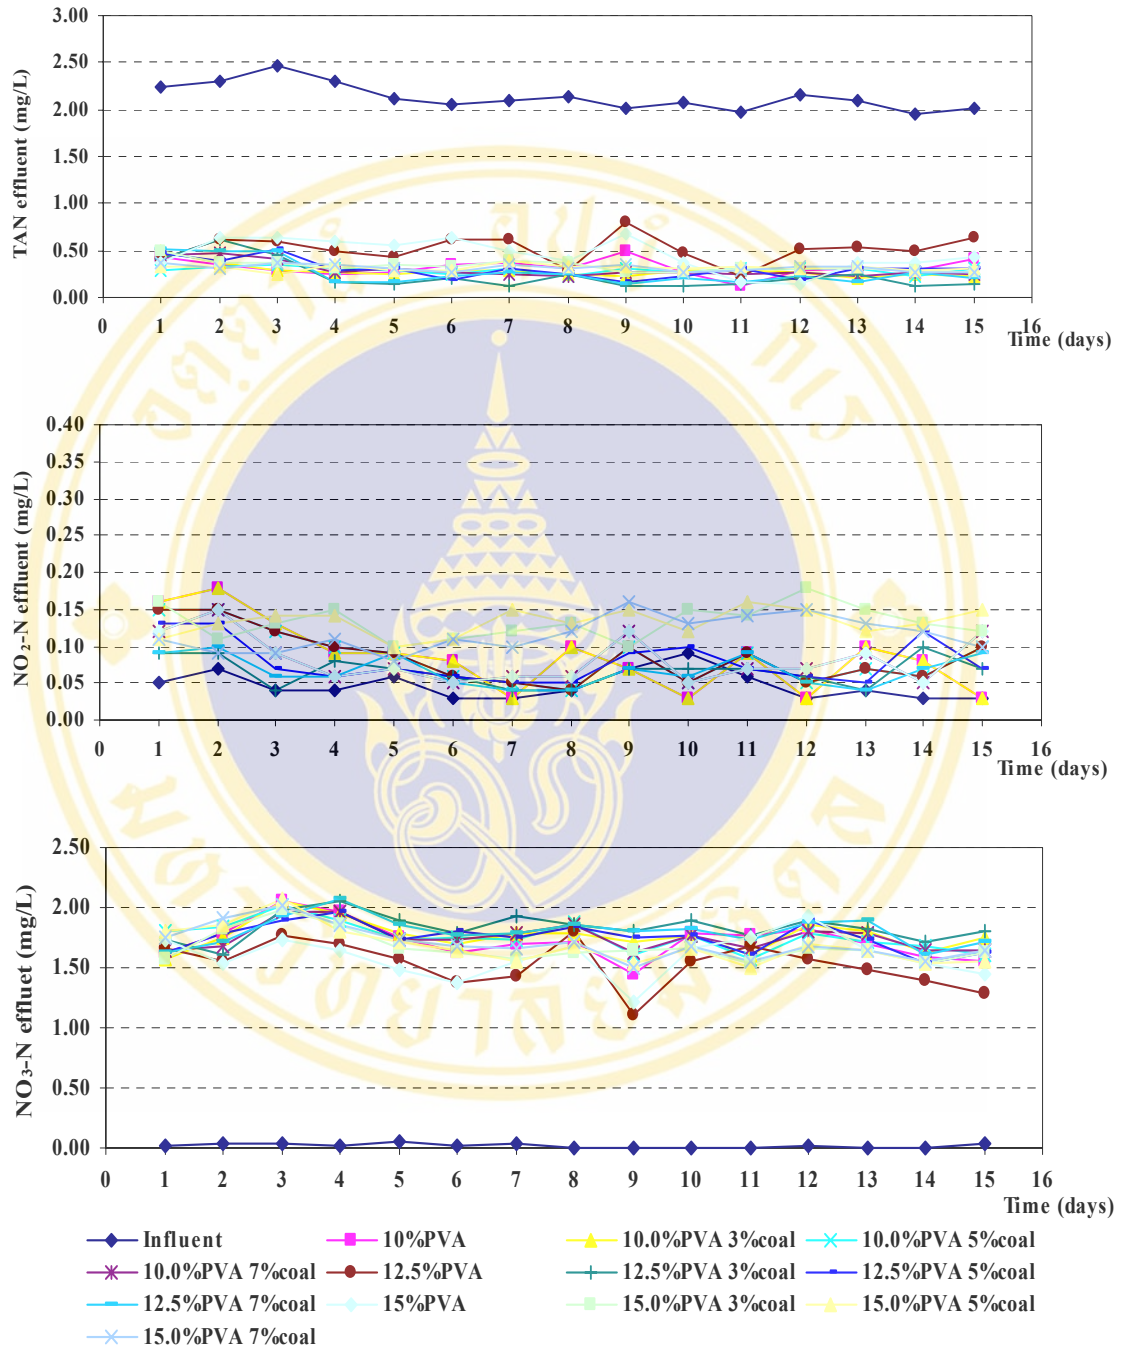 3.00
2.50
2.00
1.50
1.00
0.50
0.00
TAN effluent (mg/L)
0 1 2 3 4 5 6 7 8 9 10 11 12 13 14 15 16
Time (days)
0.40
0.35
0.30
0.25
0.20
0.15
0.10
0.05
0.00
NO₂-N effluent (mg/L)
0 1 2 3 4 5 6 7 8 9 10 11 12 13 14 15 16
Time (days)
2.50
2.00
1.50
1.00
0.50
0.00
NO₃-N effluet (mg/L)
0 1 2 3 4 5 6 7 8 9 10 11 12 13 14 15 16
Time (days)
Influent 10%PVA 10.0%PVA 3%coal 10.0%PVA 5%coal
10.0%PVA 7%coal 12.5%PVA 12.5%PVA 3%coal 12.5%PVA 5%coal
12.5%PVA 7%coal 15%PVA 15.0%PVA 3%coal 15.0%PVA 5%coal
15.0%PVA 7%coal